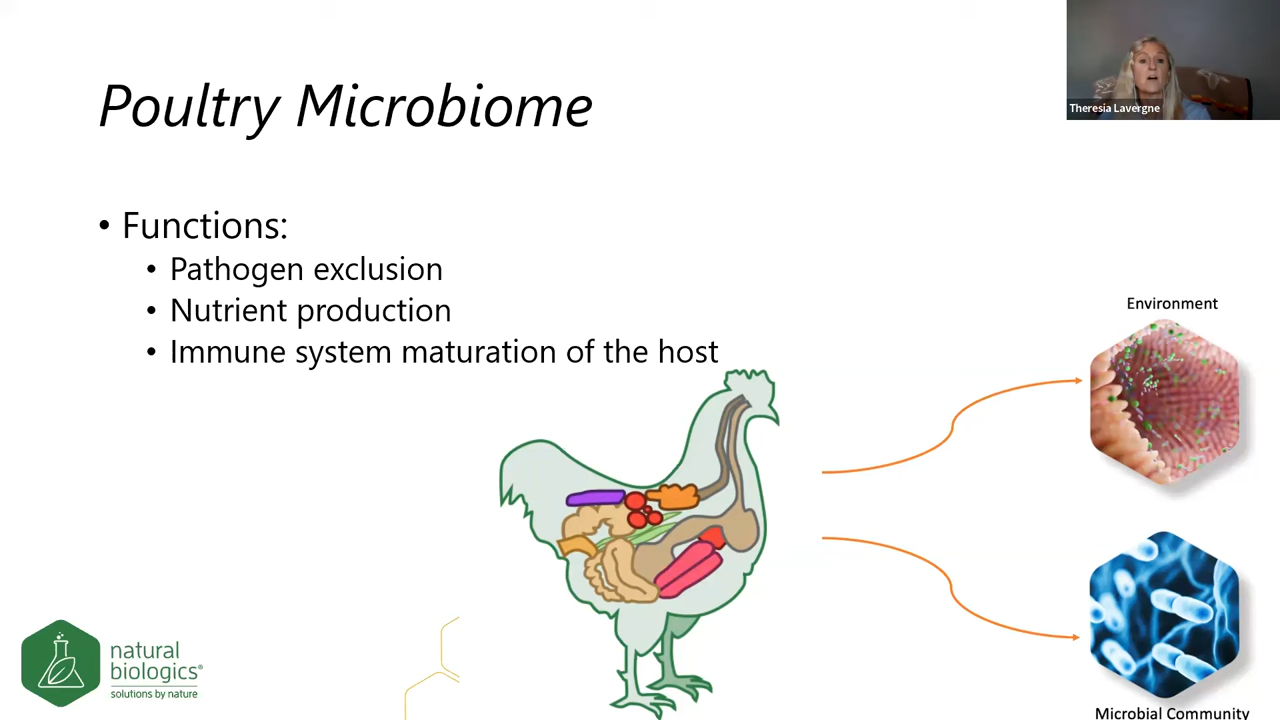 Poultry Microbiome
Theresia Lavergne
• Functions:
• Pathogen exclusion
• Nutrient production
• Immune system maturation of the host
Environment
Microbial Community
natural
biologics®
solutions by nature